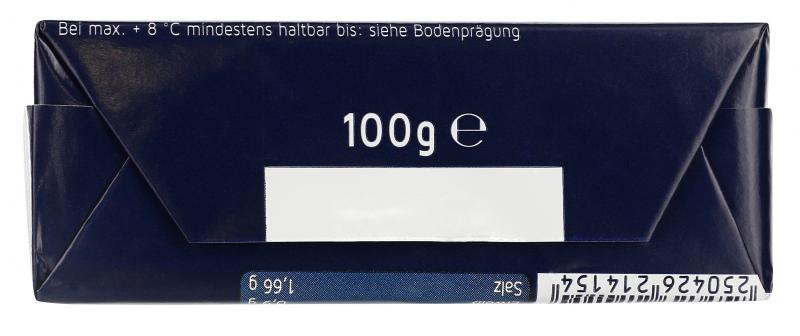 Bei max. + 8 °C mindestens haltbar bis: siehe Bodenprägung
100g ℮
Salz 1,66 g
250426 214154